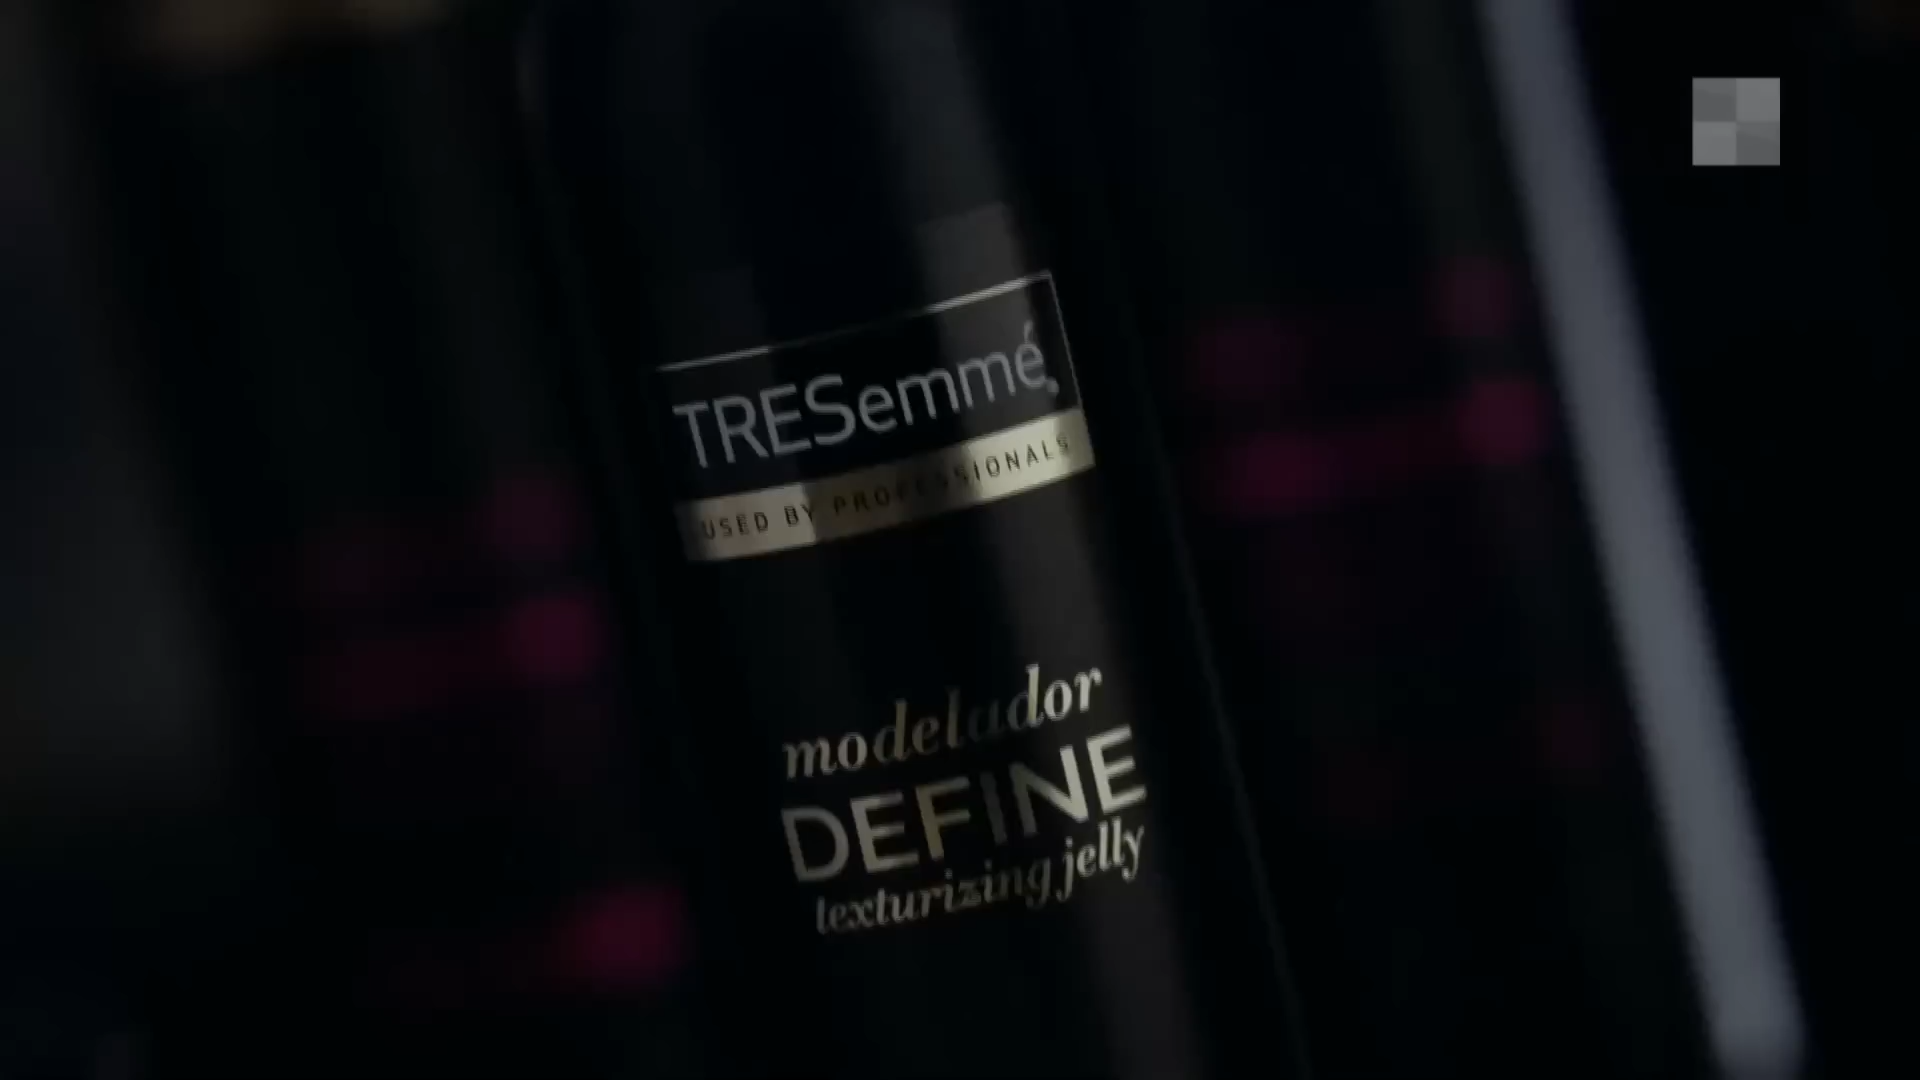 TRESemmé
USED BY PROFESSIONALS
modelador
DEFINE
texturizing jelly